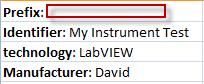 Prefix:
Identifier: My Instrument Test
technology: LabVIEW
Manufacturer: David